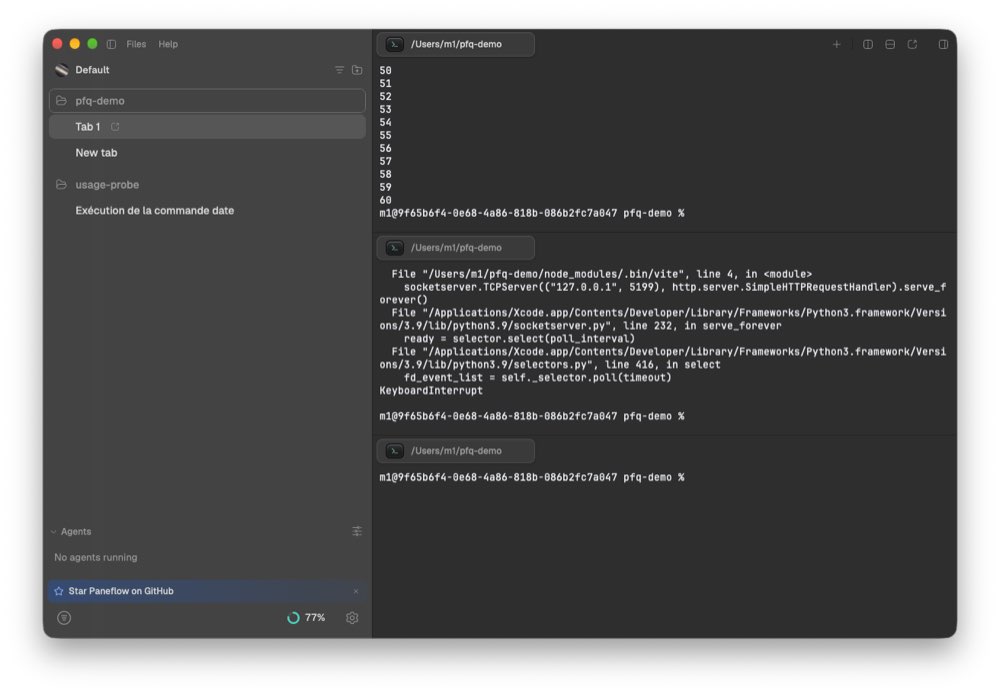 Files Help
Default
pfq-demo
Tab 1
New tab
usage-probe
Exécution de la commande date
Agents
No agents running
Star Paneflow on GitHub
77%
/Users/m1/pfq-demo
50
51
52
53
54
55
56
57
58
59
60
m1@9f65b6f4-0e68-4a86-818b-086b2fc7a047 pfq-demo %
/Users/m1/pfq-demo
File "/Users/m1/pfq-demo/node_modules/.bin/vite", line 4, in <module>
socketserver.TCPServer(("127.0.0.1", 5199), http.server.SimpleHTTPRequestHandler).serve_f
orever()
File "/Applications/Xcode.app/Contents/Developer/Library/Frameworks/Python3.framework/Versi
ons/3.9/lib/python3.9/socketserver.py", line 232, in serve_forever
ready = selector.select(poll_interval)
File "/Applications/Xcode.app/Contents/Developer/Library/Frameworks/Python3.framework/Versi
ons/3.9/lib/python3.9/selectors.py", line 416, in select
fd_event_list = self._selector.poll(timeout)
KeyboardInterrupt
m1@9f65b6f4-0e68-4a86-818b-086b2fc7a047 pfq-demo %
/Users/m1/pfq-demo
m1@9f65b6f4-0e68-4a86-818b-086b2fc7a047 pfq-demo %